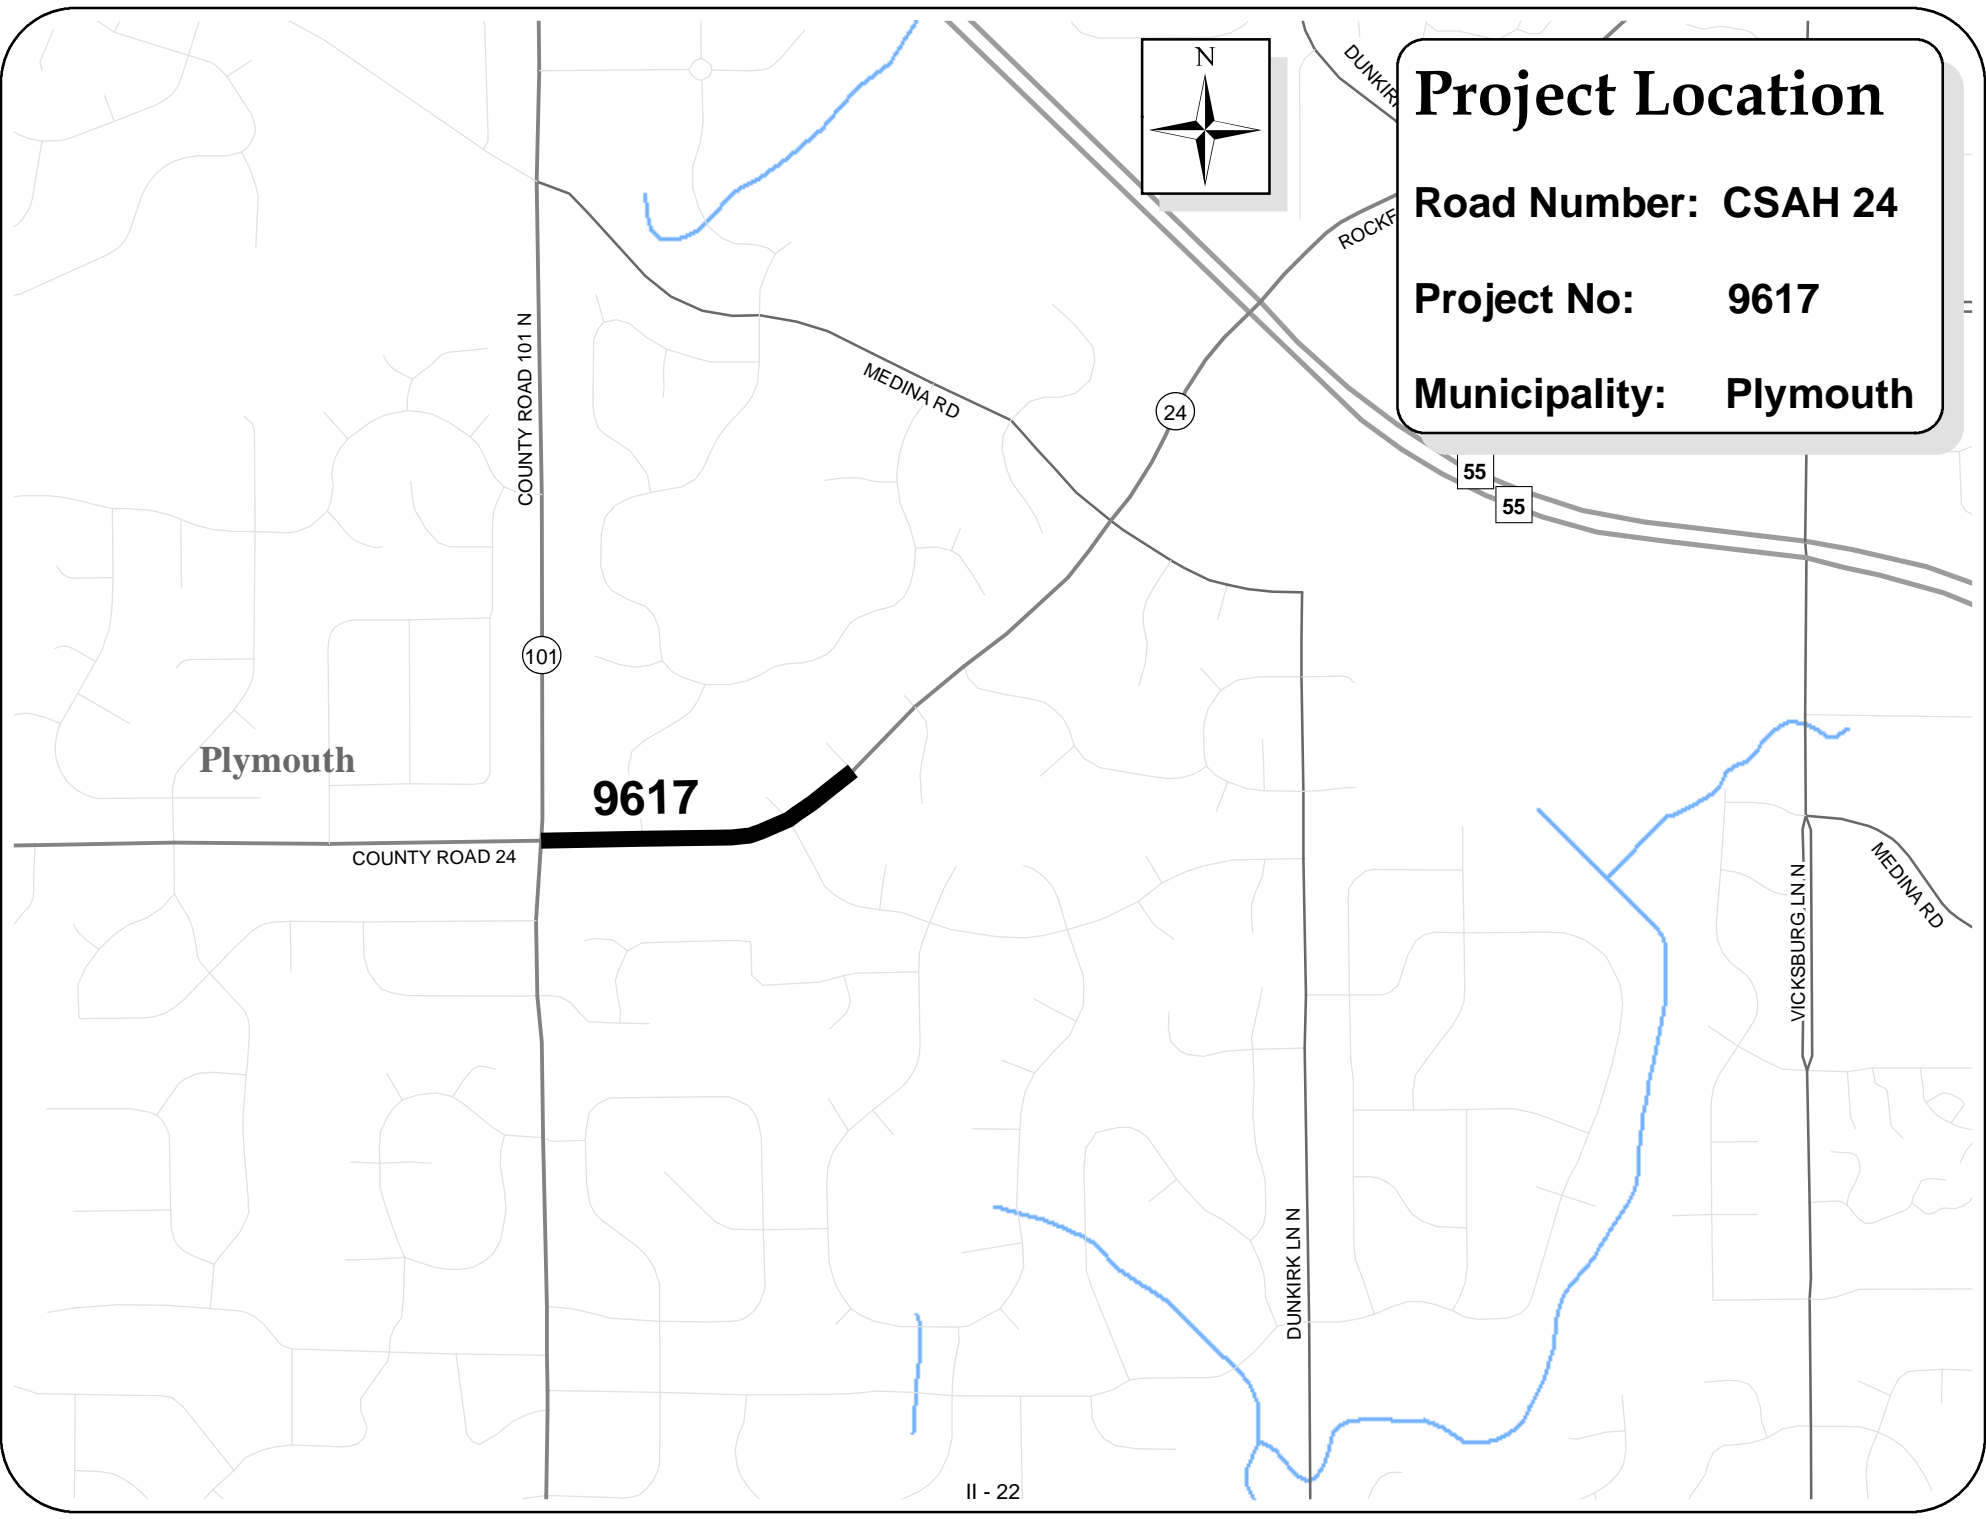 N
DUNKIR
Project Location
Road Number: CSAH 24
ROCKF
Project No: 9617
Municipality: Plymouth
COUNTY ROAD 101 N
MEDINA RD
24
55
55
101
Plymouth
9617
COUNTY ROAD 24
VICKSBURG LN N
MEDINA RD
DUNKIRK LN N
II - 22